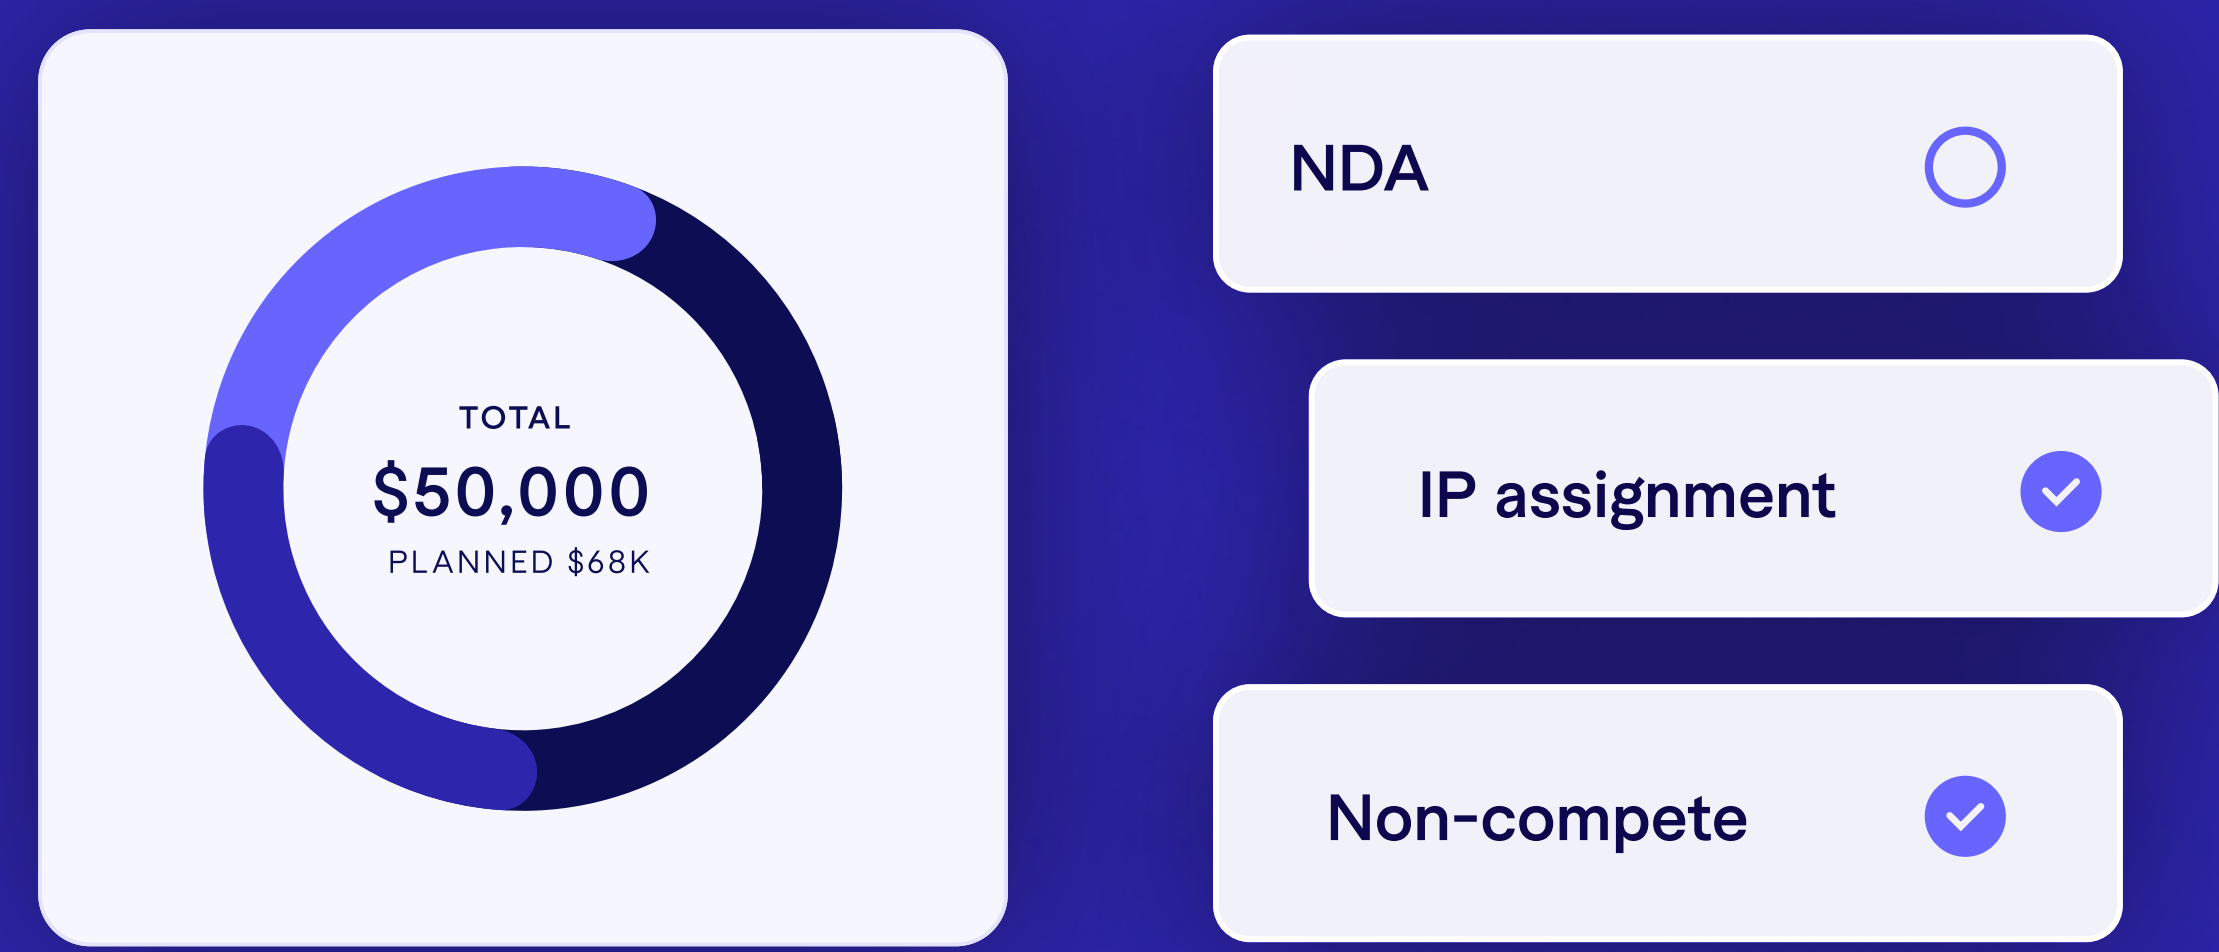 TOTAL
$50,000
PLANNED $68K
NDA
IP assignment
Non-compete